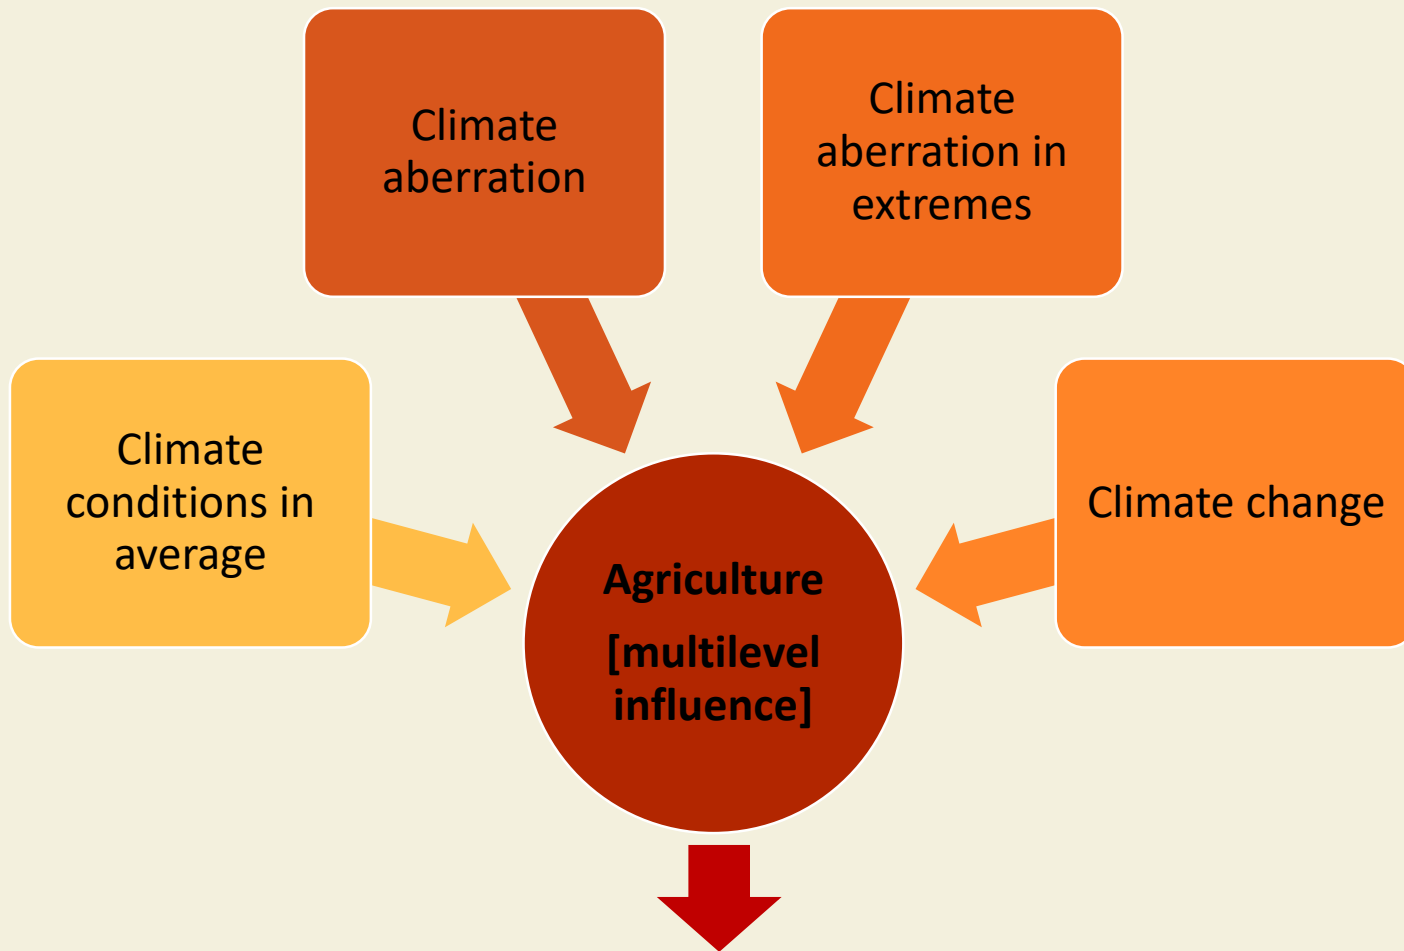 Climate
aberration
Climate
aberration in
extremes
Climate
conditions in
average
Climate change
Agriculture
[multilevel
influence]